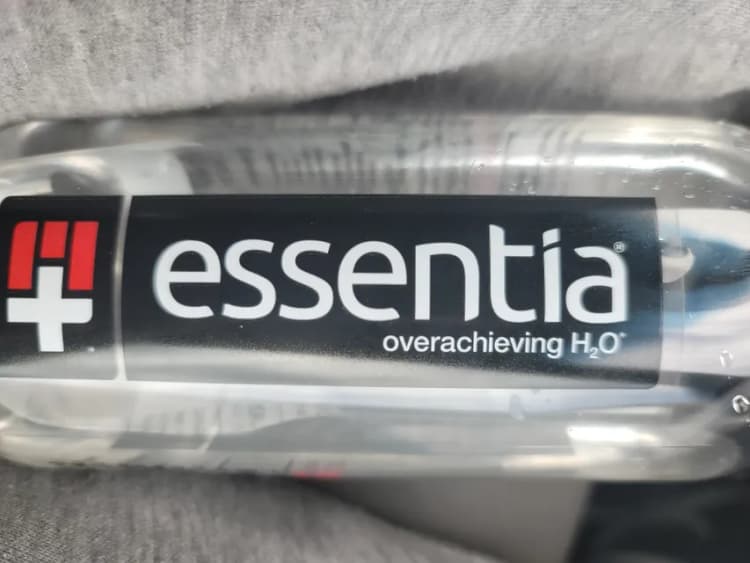 essentia®
overachieving H₂O